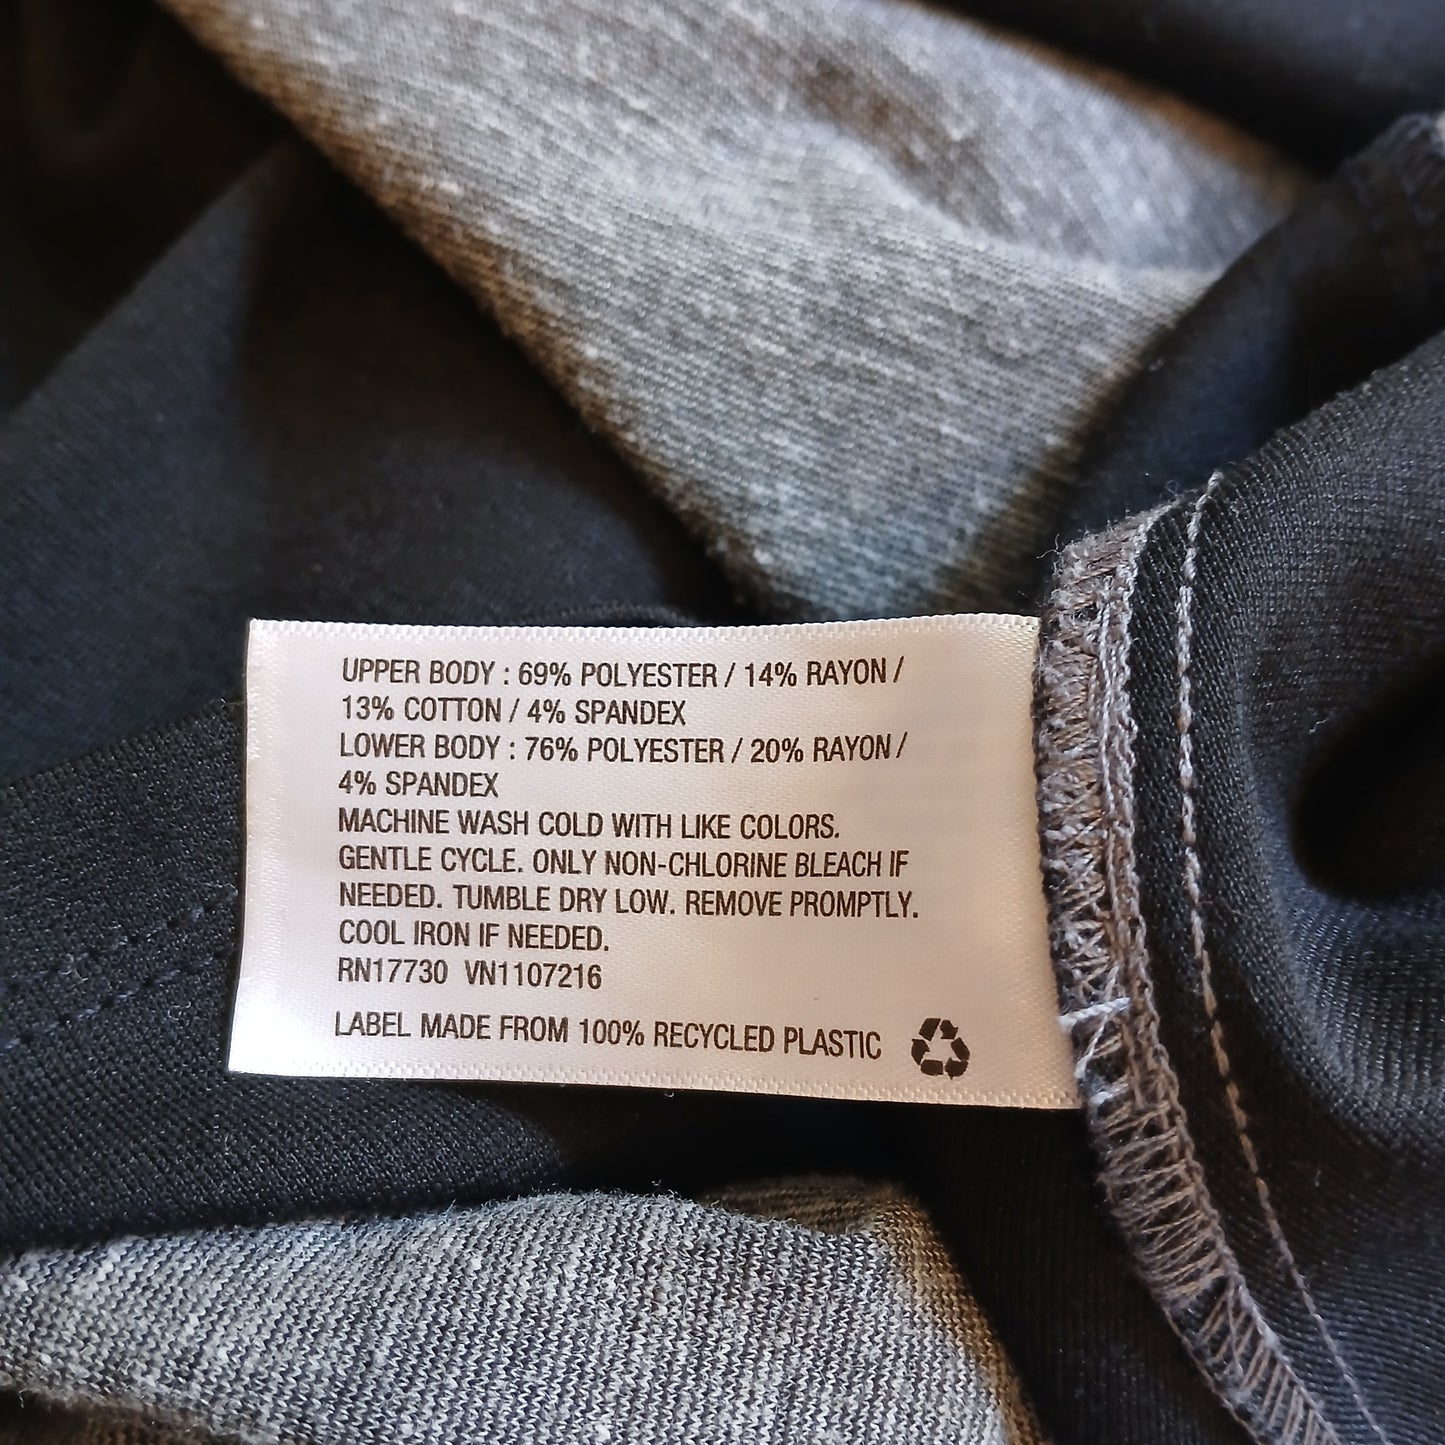 UPPER BODY : 69% POLYESTER / 14% RAYON /
13% COTTON / 4% SPANDEX
LOWER BODY : 76% POLYESTER / 20% RAYON /
4% SPANDEX
MACHINE WASH COLD WITH LIKE COLORS.
GENTLE CYCLE. ONLY NON-CHLORINE BLEACH IF
NEEDED. TUMBLE DRY LOW. REMOVE PROMPTLY.
COOL IRON IF NEEDED.
RN17730 VN1107216
LABEL MADE FROM 100% RECYCLED PLASTIC